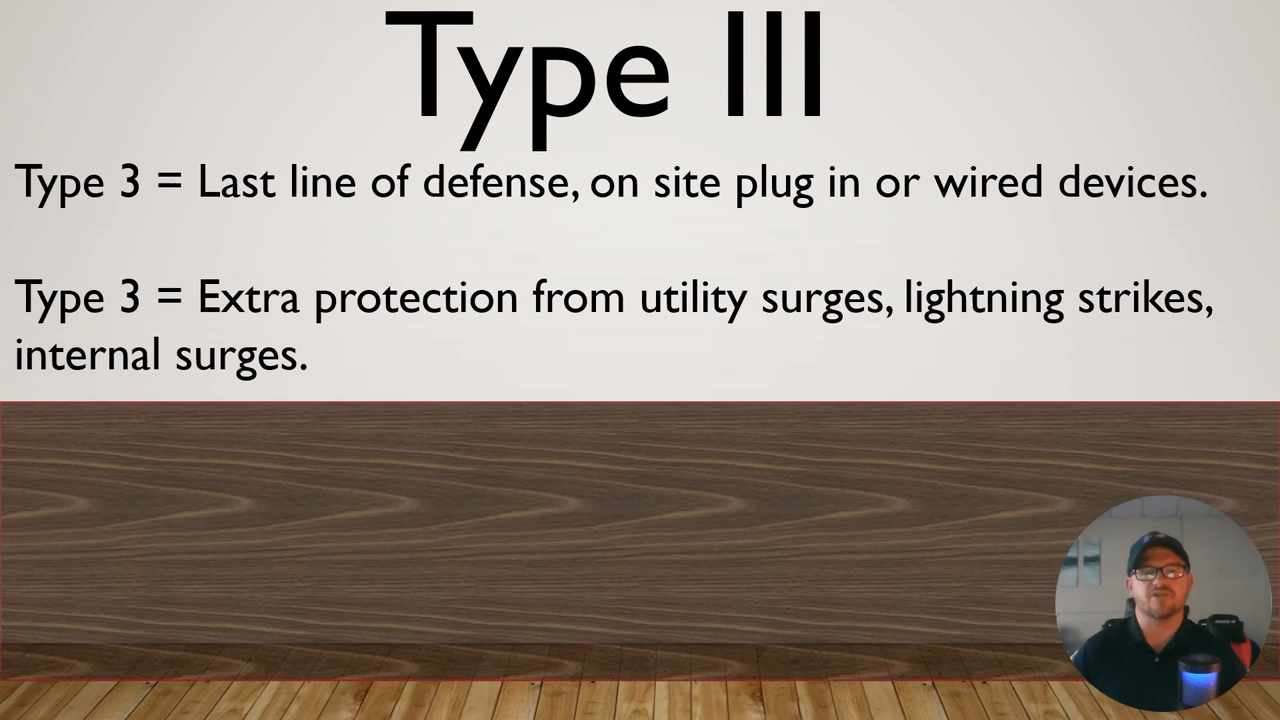 Type III
Type 3 = Last line of defense, on site plug in or wired devices.
Type 3 = Extra protection from utility surges, lightning strikes,
internal surges.